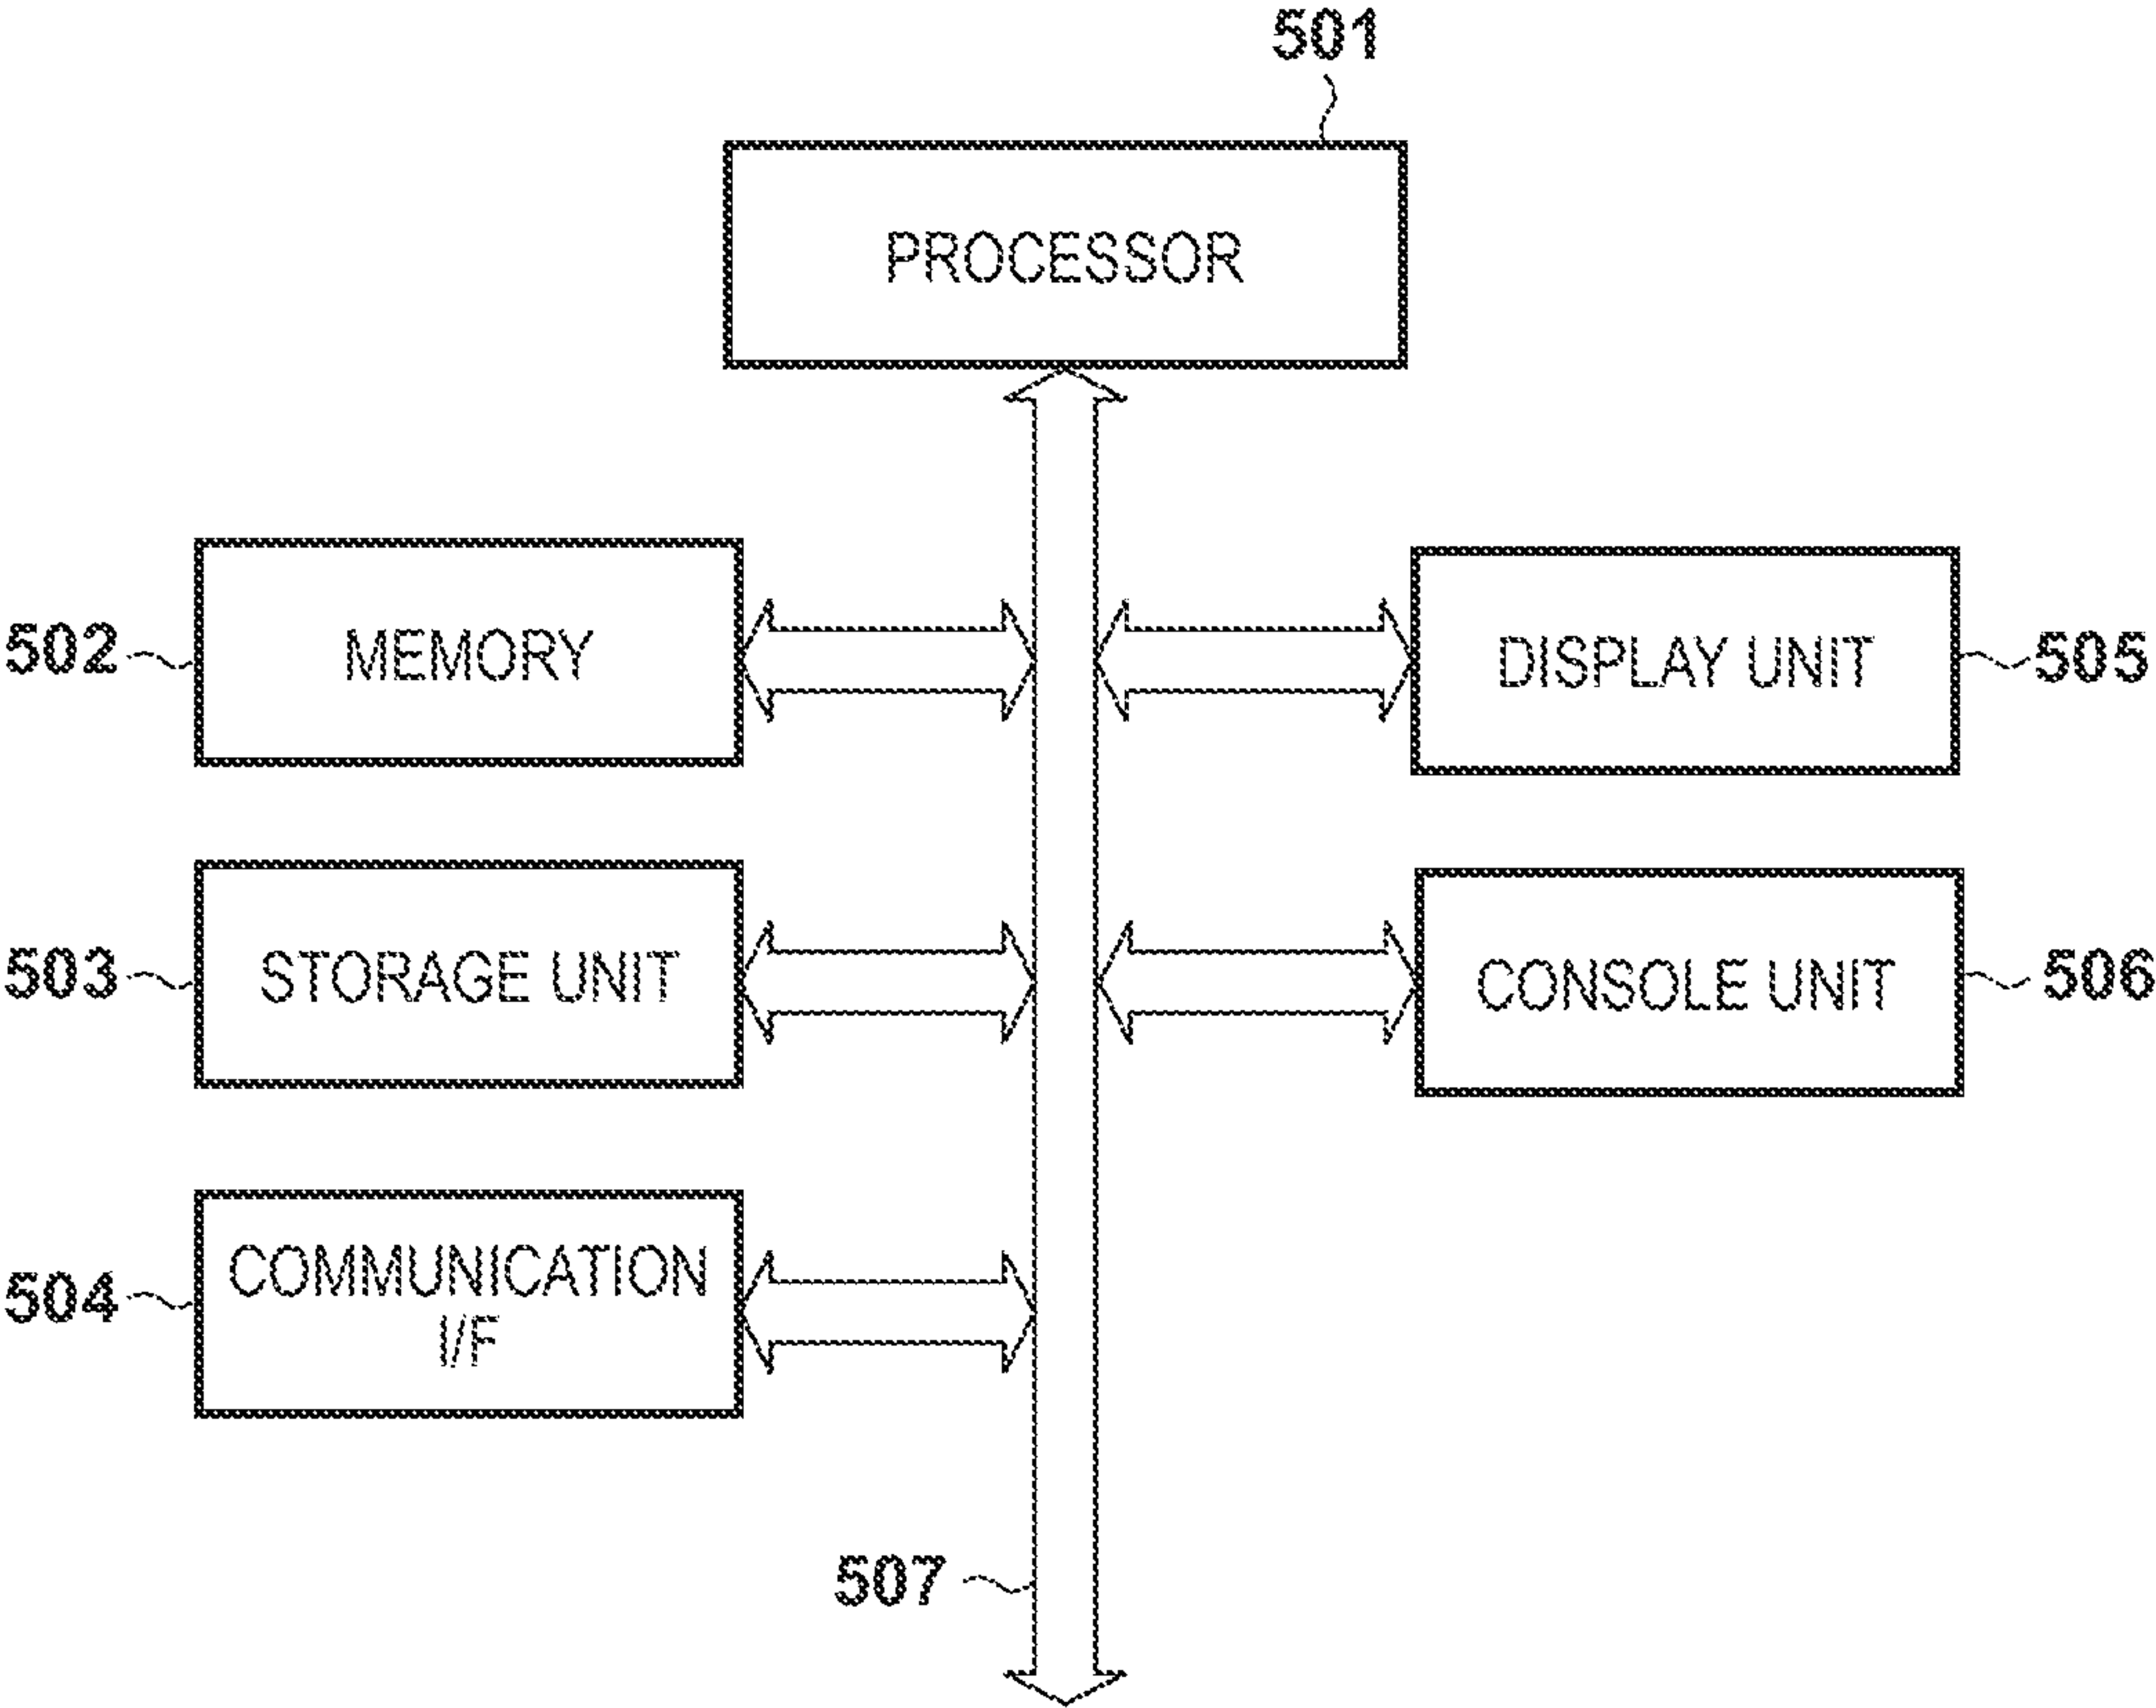 501
PROCESSOR
502
MEMORY
DISPLAY UNIT
505
503
STORAGE UNIT
CONSOLE UNIT
506
504
COMMUNICATION
I/F
507